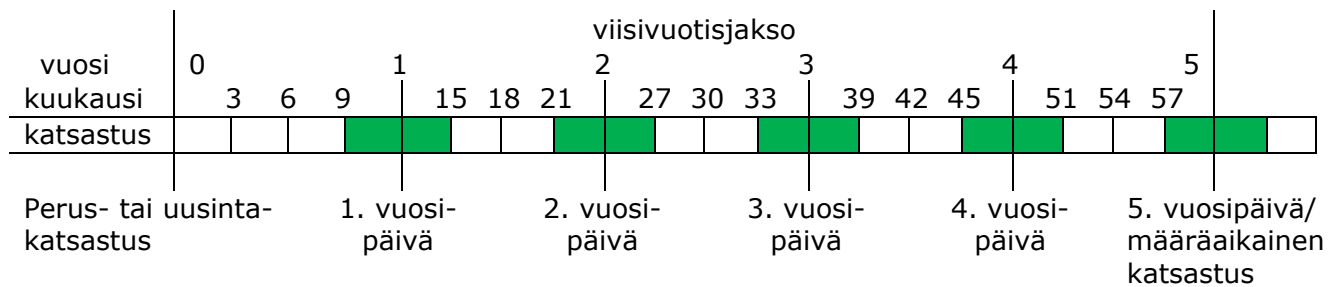 viisivuotisjakso
vuosi 0 1 2 3 4 5
kuukausi 3 6 9 15 18 21 27 30 33 39 42 45 51 54 57
katsastus
Perus- tai uusinta- 1. vuosi- 2. vuosi- 3. vuosi- 4. vuosi- 5. vuosipäivä/
katsastus päivä päivä päivä päivä määräaikainen
katsastus